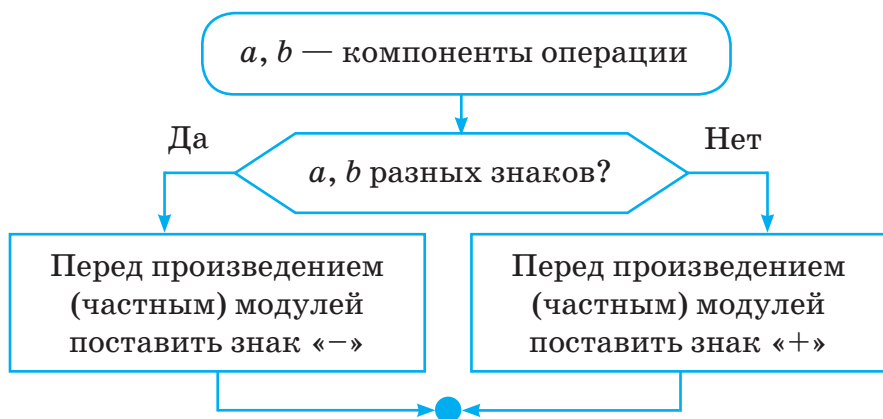 a, b — компоненты операции
Да
Нет
a, b разных знаков?
Перед произведением
(частным) модулей
поставить знак «−»
Перед произведением
(частным) модулей
поставить знак «+»